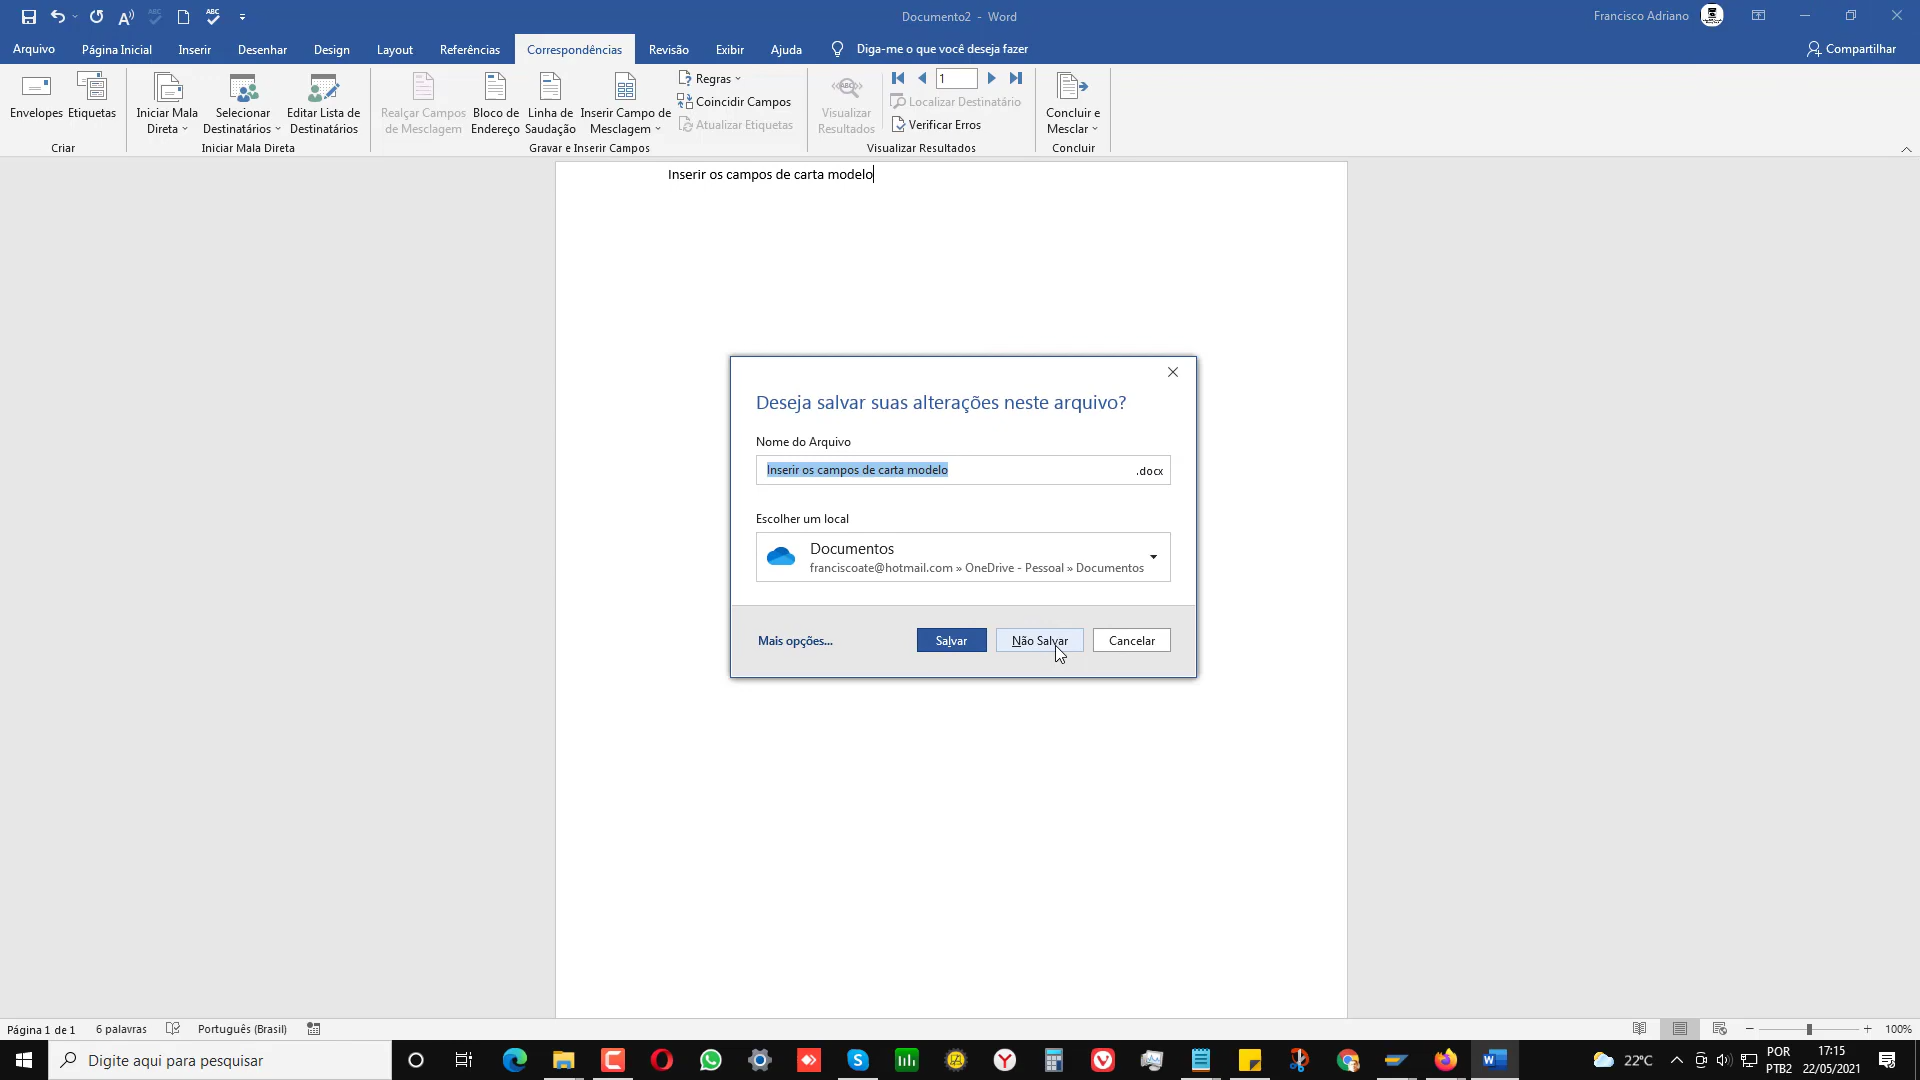 Documento2 - Word
Francisco Adriano
Arquivo Página Inicial Inserir Desenhar Design Layout Referências Correspondências Revisão Exibir Ajuda Diga-me o que você deseja fazer Compartilhar
Envelopes Etiquetas
Criar
Iniciar Mala Direta
Selecionar Destinatários
Editar Lista de Destinatários
Iniciar Mala Direta
Realçar Campos de Mesclagem
Bloco de Endereço
Linha de Saudação
Inserir Campo de Mesclagem
Regras
Coincidir Campos
Atualizar Etiquetas
Gravar e Inserir Campos
ABC
Visualizar Resultados
1
Localizar Destinatário
Verificar Erros
Visualizar Resultados
Concluir e Mesclar
Concluir
Inserir os campos de carta modelo
Deseja salvar suas alterações neste arquivo?
Nome do Arquivo
Inserir os campos de carta modelo .docx
Escolher um local
Documentos
franciscoate@hotmail.com » OneDrive - Pessoal » Documentos
Mais opções... Salvar Não Salvar Cancelar
Página 1 de 1 6 palavras Português (Brasil) 100%
Digite aqui para pesquisar
22°C
POR
PTB2
17:15
22/05/2021